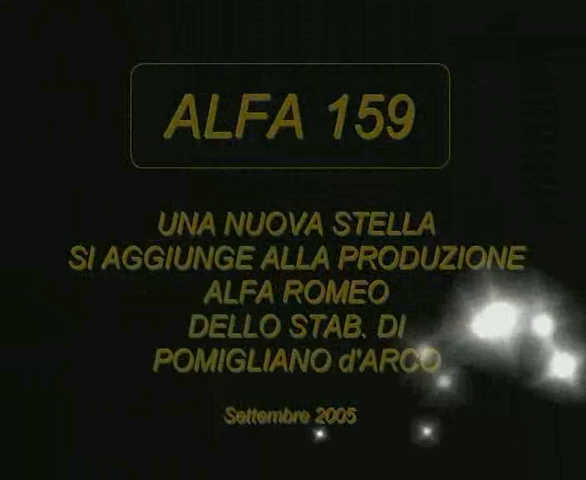 ALFA 159
UNA NUOVA STELLA
SI AGGIUNGE ALLA PRODUZIONE
ALFA ROMEO
DELLO STAB. DI
POMIGLIANO d'ARCO
Settembre 2005